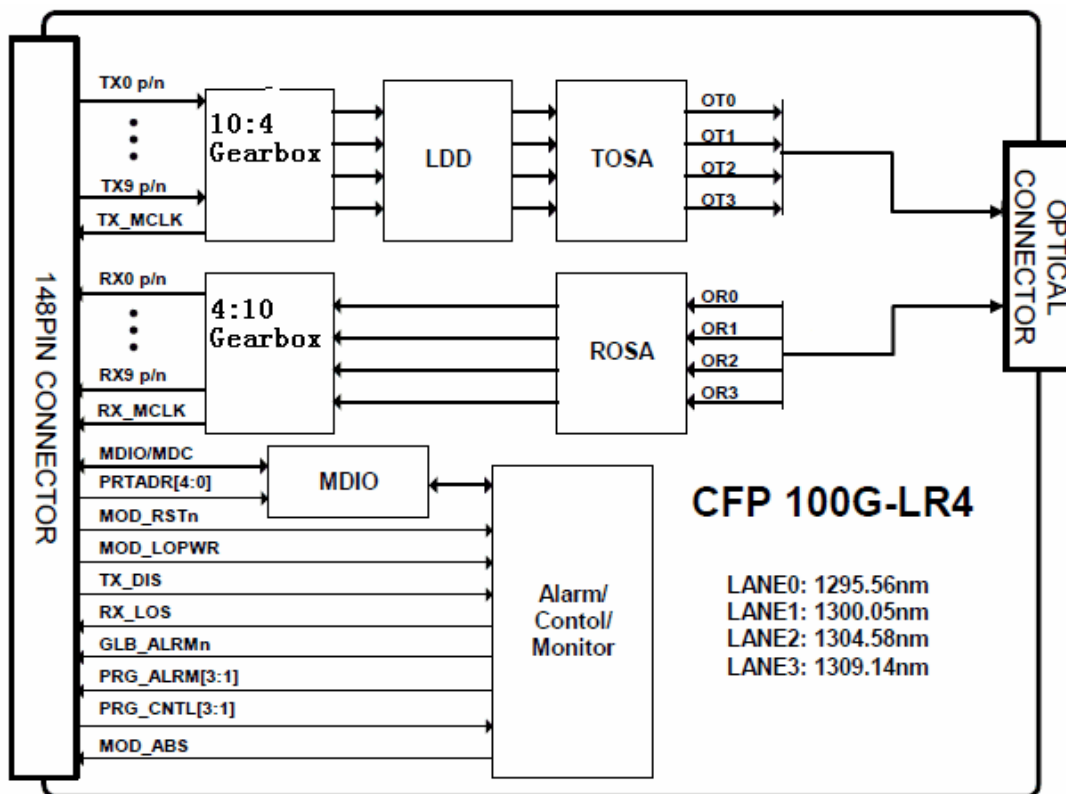 TX0 p/n
TX9 p/n
TX_MCLK
10:4
Gearbox
LDD
TOSA
OT0
OT1
OT2
OT3
OPTICAL
CONNECTOR
148PIN CONNECTOR
RX0 p/n
RX9 p/n
RX_MCLK
4:10
Gearbox
ROSA
OR0
OR1
OR2
OR3
MDIO/MDC
PRTADR[4:0]
MOD_RSTn
MOD_LOPWR
TX_DIS
RX_LOS
GLB_ALRMn
PRG_ALRM[3:1]
PRG_CNTL[3:1]
MOD_ABS
MDIO
Alarm/
Contol/
Monitor
CFP 100G-LR4
LANE0: 1295.56nm
LANE1: 1300.05nm
LANE2: 1304.58nm
LANE3: 1309.14nm